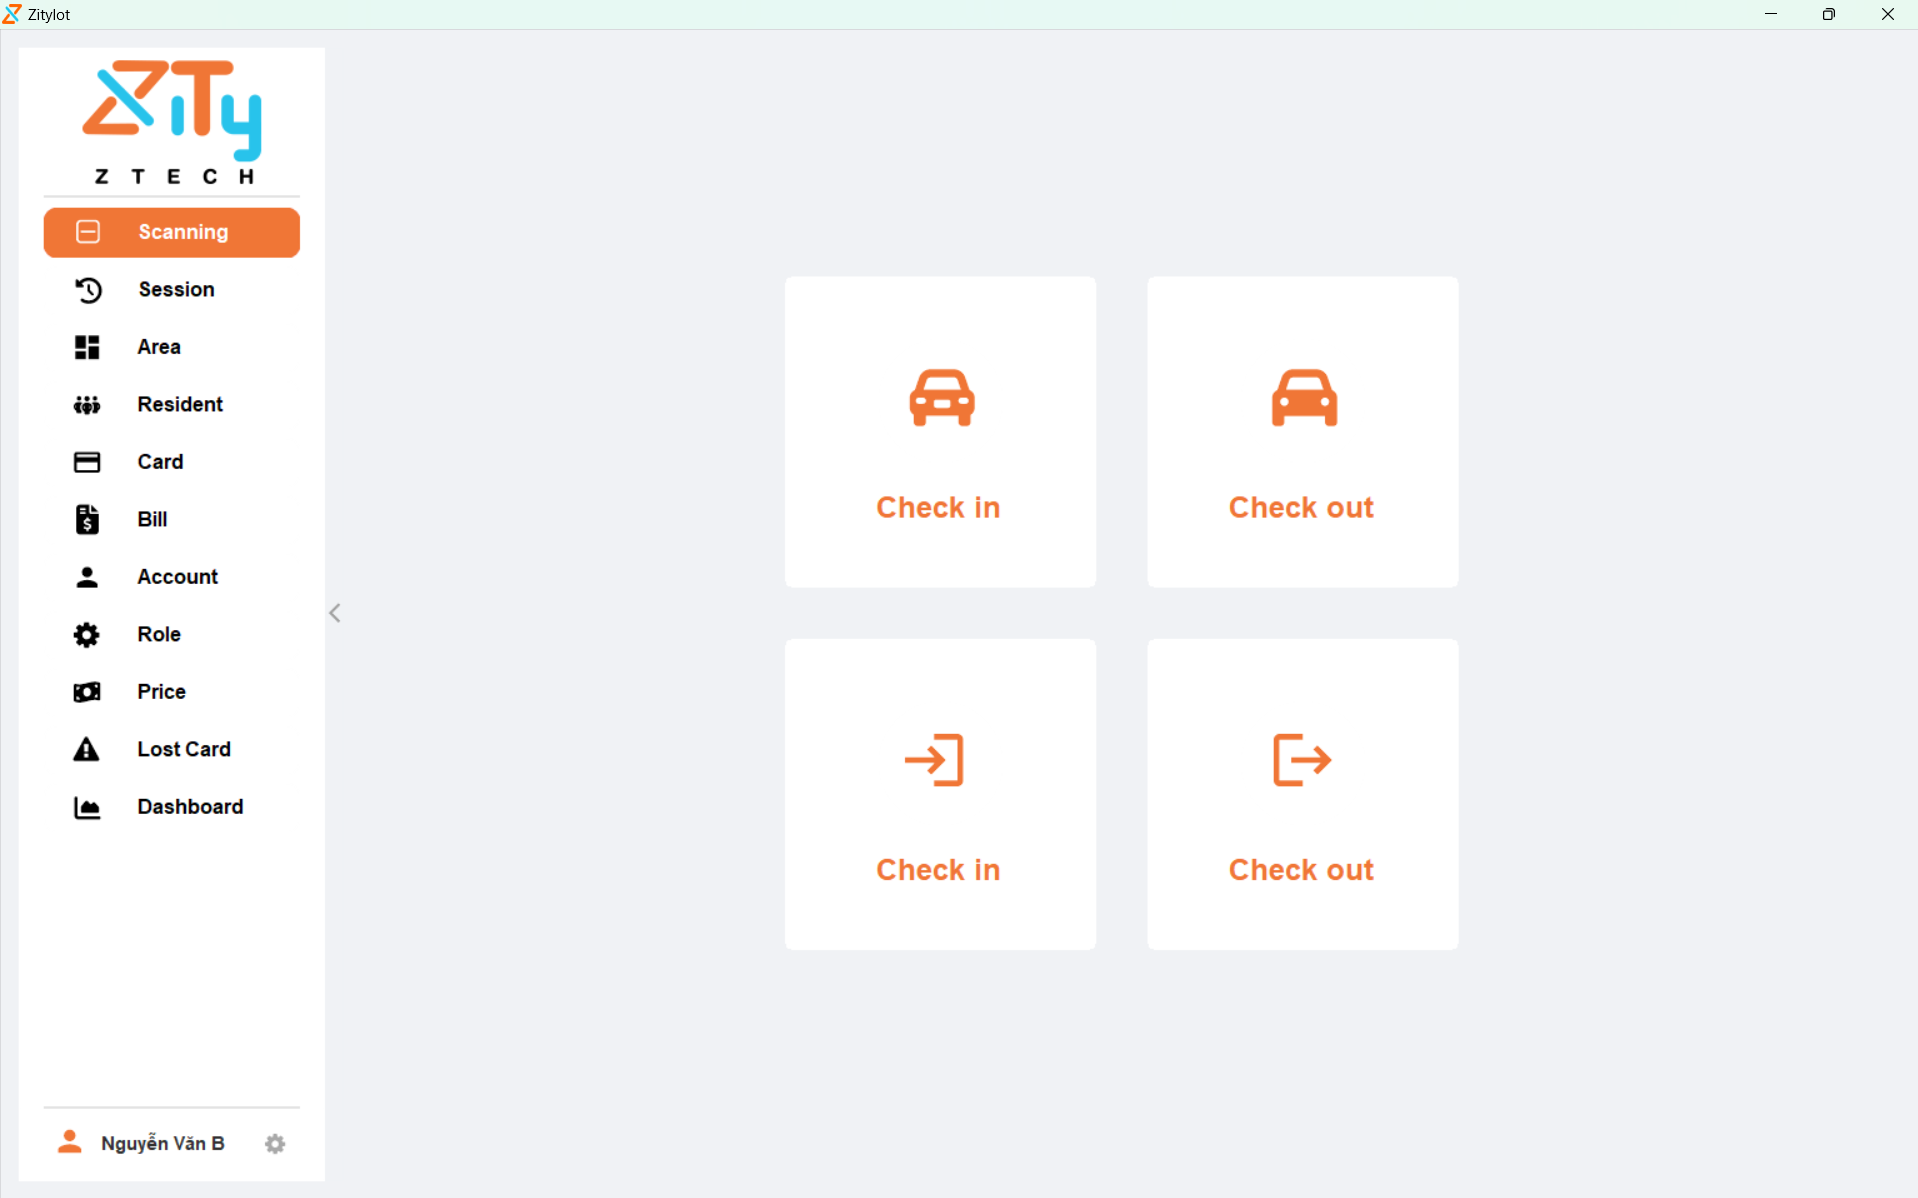 Zitylot
ZiTy
Z T E C H
Scanning
Session
Area
Resident
Card
Bill
Account
Role
Price
Lost Card
Dashboard
Nguyễn Văn B
Check in
Check out
Check in
Check out